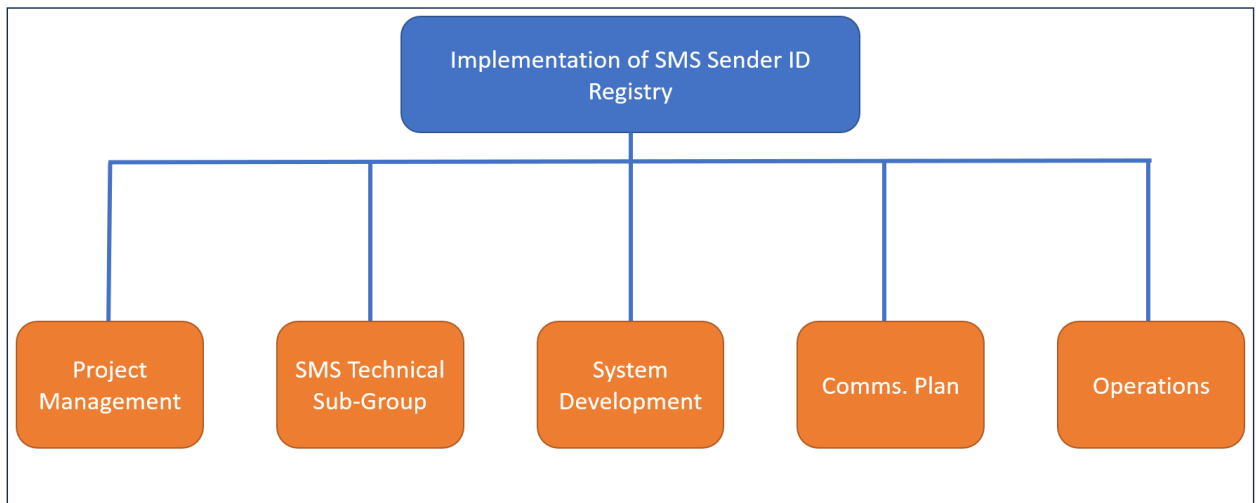 Implementation of SMS Sender ID
Registry
Project
Management
SMS Technical
Sub-Group
System
Development
Comms. Plan
Operations